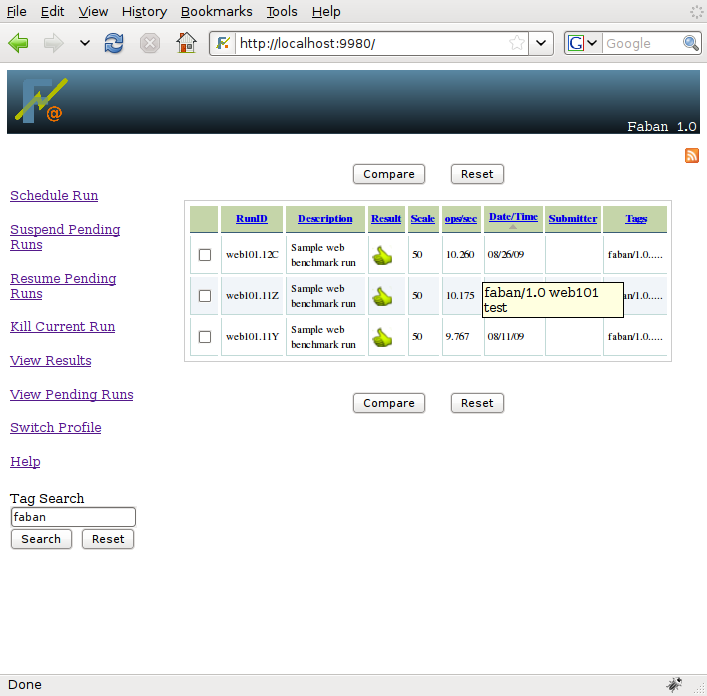 File Edit View History Bookmarks Tools Help
http://localhost:9980/
Google
Faban 1.0
Compare Reset
Schedule Run
Suspend Pending
Runs
Resume Pending
Runs
Kill Current Run
View Results
View Pending Runs
Switch Profile
Help
Tag Search
faban
Search Reset
RunID Description Result Scale ops/sec Date/Time Submitter Tags
web101.12C Sample web
benchmark run 50 10.260 08/26/09 faban/1.0.....
web101.11Z Sample web
benchmark run 50 10.175 n/1.0.....
faban/1.0 web101
test
web101.11Y Sample web
benchmark run 50 9.767 08/11/09 faban/1.0.....
Compare Reset
Done